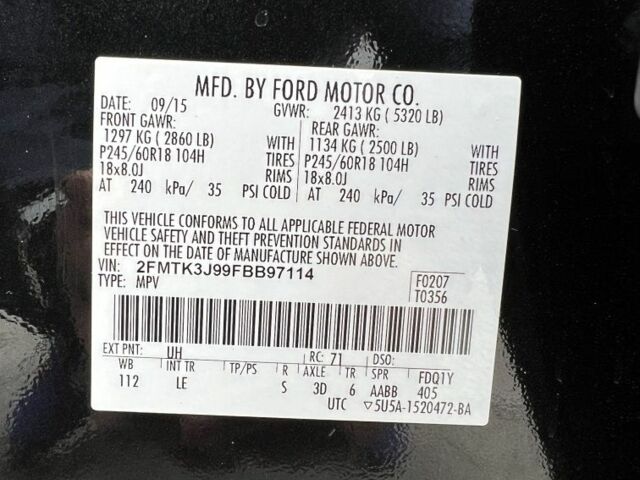 MFD. BY FORD MOTOR CO.
DATE: 09/15 GVWR: 2413 KG ( 5320 LB)
FRONT GAWR: REAR GAWR:
1297 KG ( 2860 LB) WITH 1134 KG ( 2500 LB) WITH
P245/60R18 104H TIRES P245/60R18 104H TIRES
18x8.0J RIMS 18x8.0J RIMS
AT 240 kPa/ 35 PSI COLD AT 240 kPa/ 35 PSI COLD
THIS VEHICLE CONFORMS TO ALL APPLICABLE FEDERAL MOTOR
VEHICLE SAFETY AND THEFT PREVENTION STANDARDS IN
EFFECT ON THE DATE OF MANUFACTURE SHOWN ABOVE.
VIN: 2FMTK3J99FBB97114
TYPE: MPV
F0207
T0356
EXT PNT: UH RC: 71 DSO:
WB INT TR TP/PS R AXLE TR SPR FDQ1Y
112 LE S 3D 6 AABB 405
UTC ▽5U5A-1520472-BA